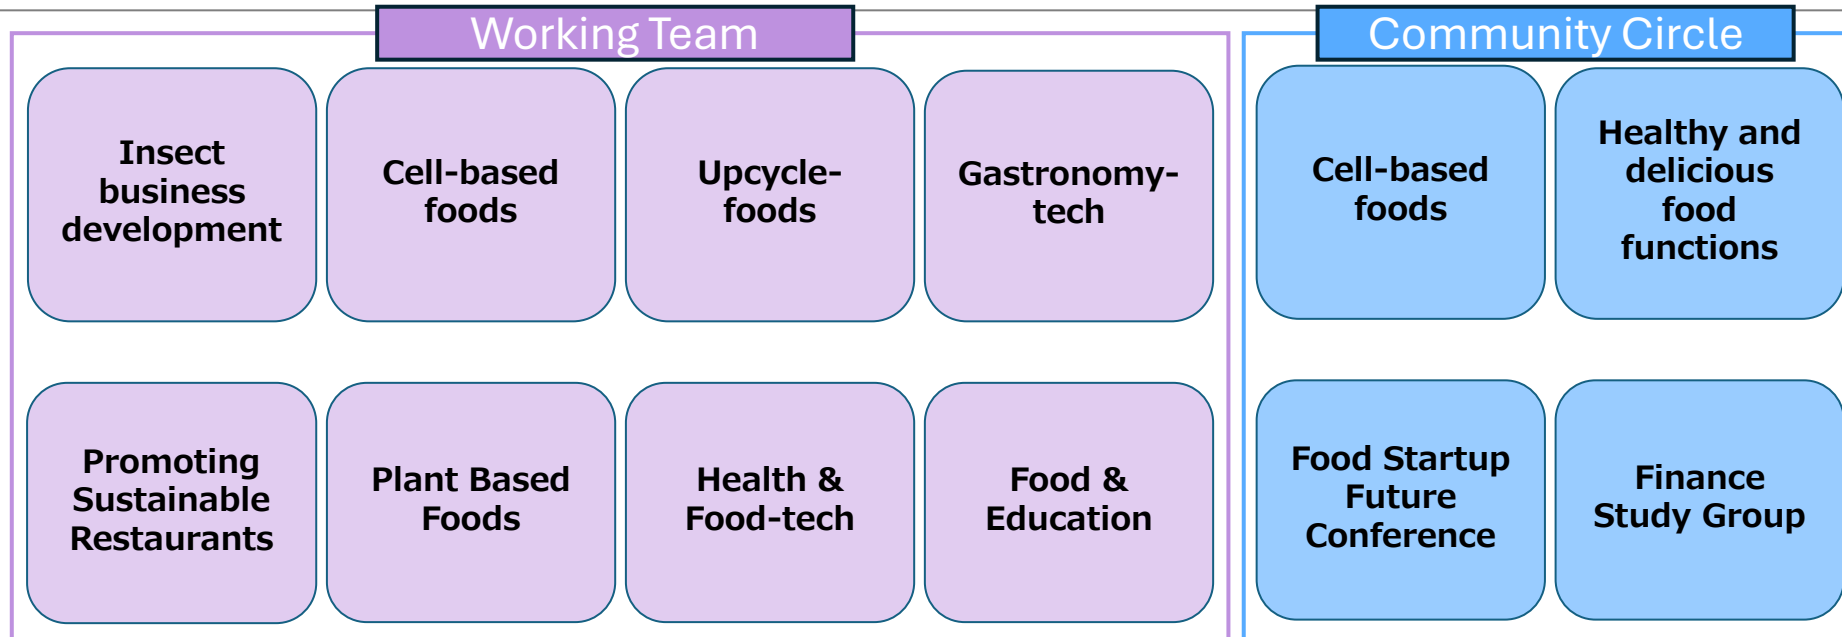 Working Team
Insect
business
development
Cell-based
foods
Upcycle-
foods
Gastronomy-
tech
Promoting
Sustainable
Restaurants
Plant Based
Foods
Health &
Food-tech
Food &
Education
Community Circle
Cell-based
foods
Healthy and
delicious
food
functions
Food Startup
Future
Conference
Finance
Study Group